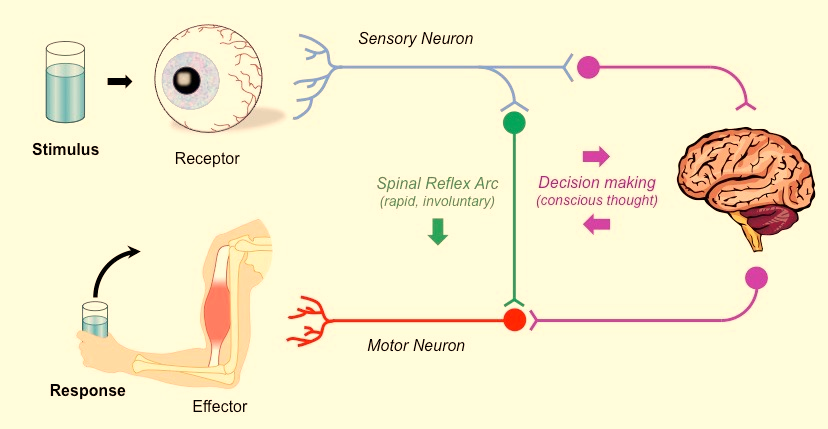 Sensory Neuron
Stimulus
Receptor
Spinal Reflex Arc
(rapid, involuntary)
Decision making
(conscious thought)
Motor Neuron
Response
Effector